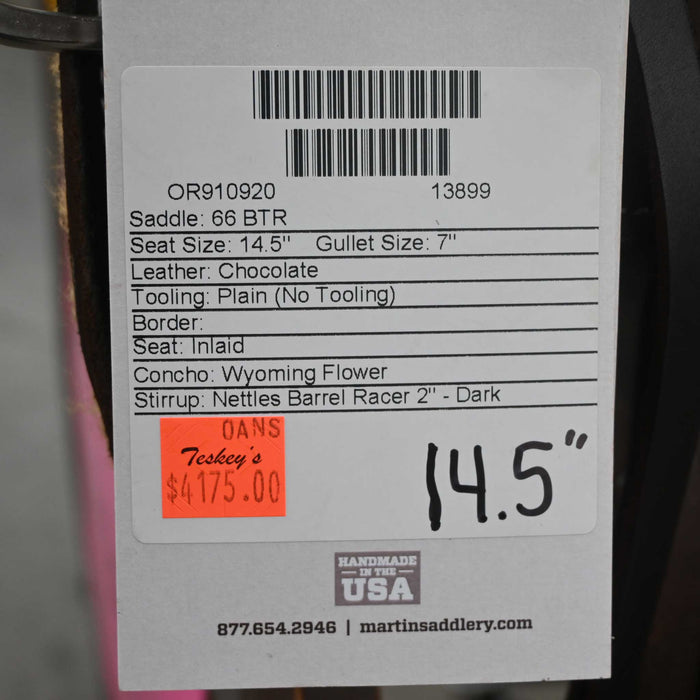 OR910920 13899
Saddle: 66 BTR
Seat Size: 14.5" Gullet Size: 7"
Leather: Chocolate
Tooling: Plain (No Tooling)
Border:
Seat: Inlaid
Concho: Wyoming Flower
Stirrup: Nettles Barrel Racer 2" - Dark
OANS
Teskey's
$4175.00
14.5"
HANDMADE
IN THE
USA
877.654.2946 | martinsaddlery.com